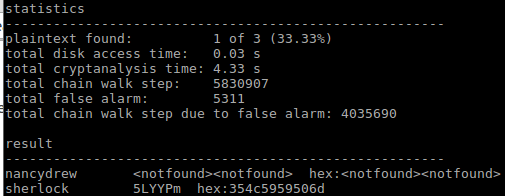 statistics
-------------------------------------------------------
plaintext found:          1 of 3 (33.33%)
total disk access time:   0.03 s
total cryptanalysis time: 4.33 s
total chain walk step:    5830907
total false alarm:        5311
total chain walk step due to false alarm: 4035690
result
-------------------------------------------------------
nancydrew       <notfound><notfound>  hex:<notfound><notfound>
sherlock        5LYYPm  hex:354c5959506d